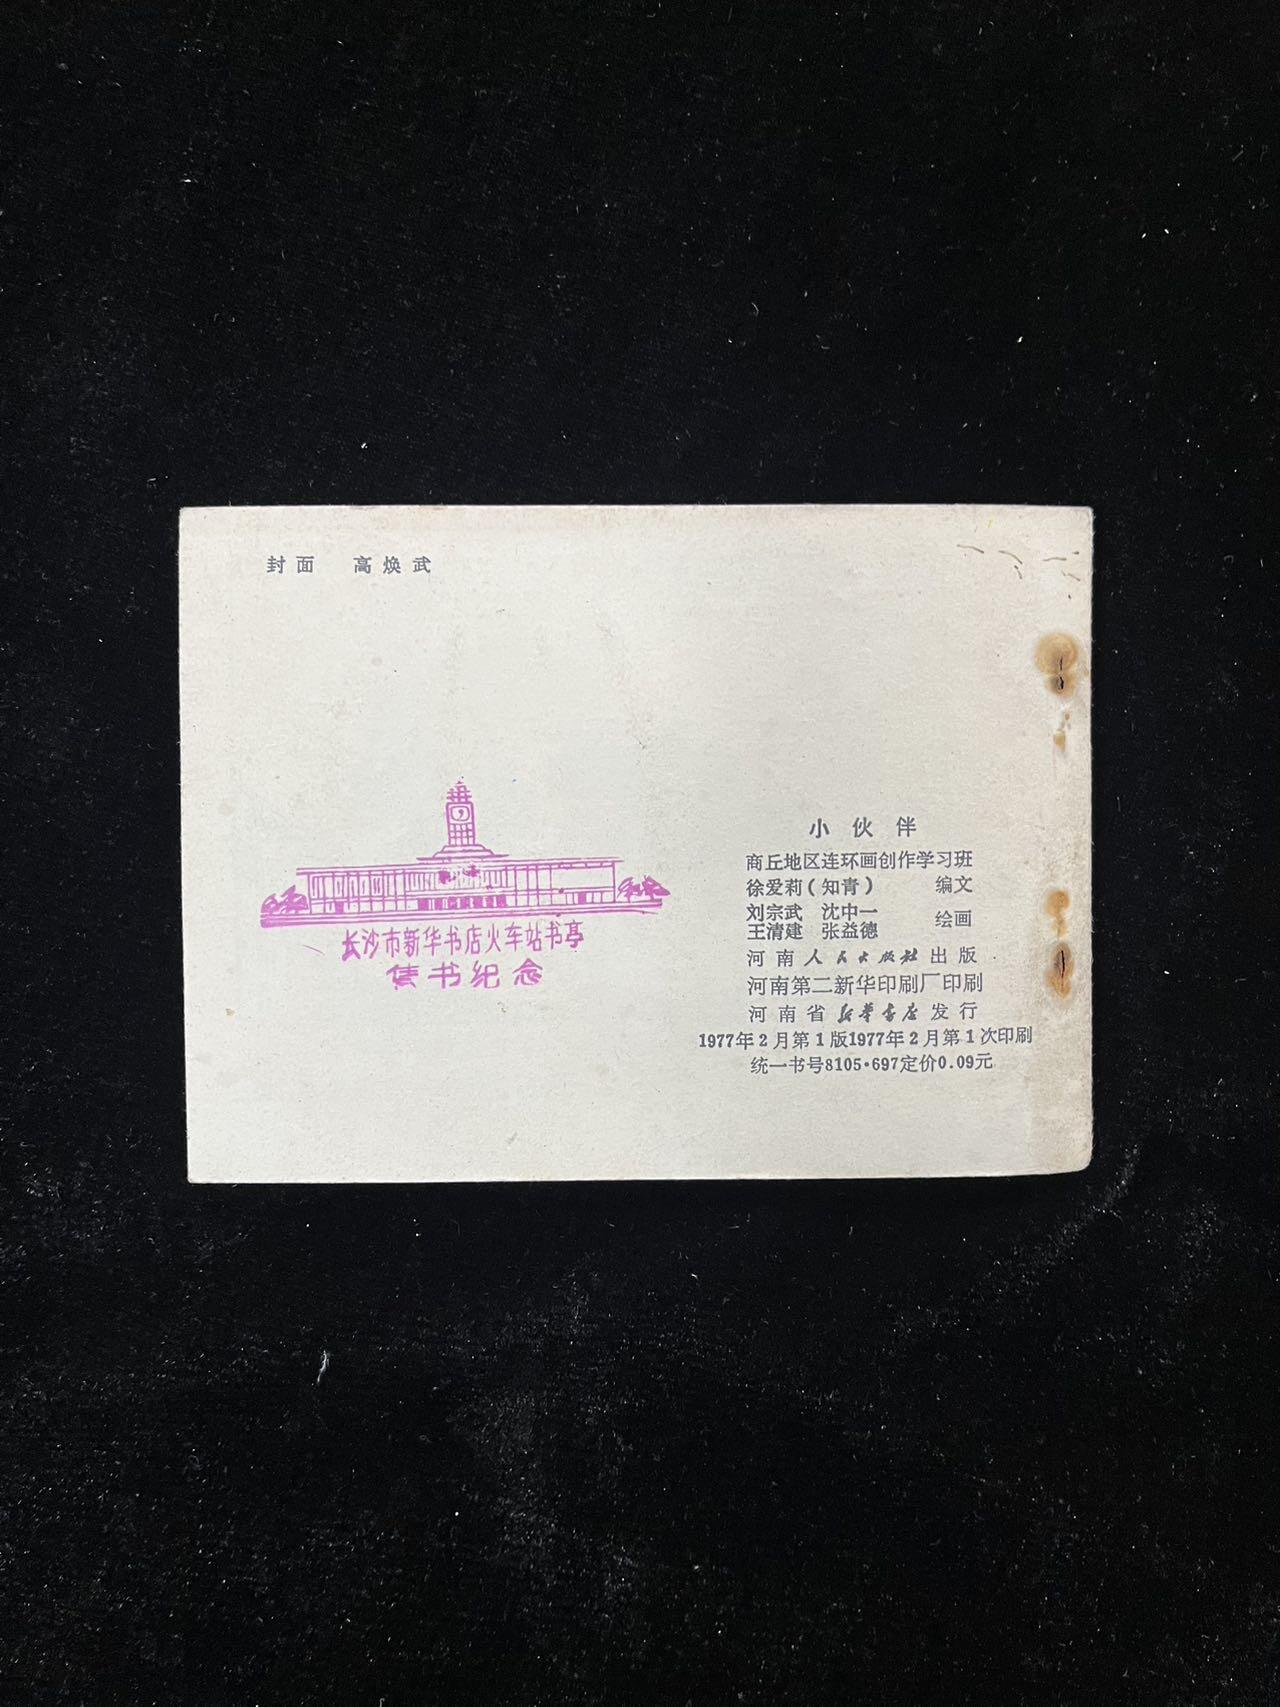 封面 高焕武
长沙市新华书店火车站书亭
售书纪念
小伙伴
商丘地区连环画创作学习班
徐爱莉(知青) 编文
刘宗武 沈中一
王清建 张益德 绘画
河南人民出版社出版
河南第二新华印刷厂印刷
河南省新华书店发行
1977年2月第1版1977年2月第1次印刷
统一书号8105·697定价0.09元